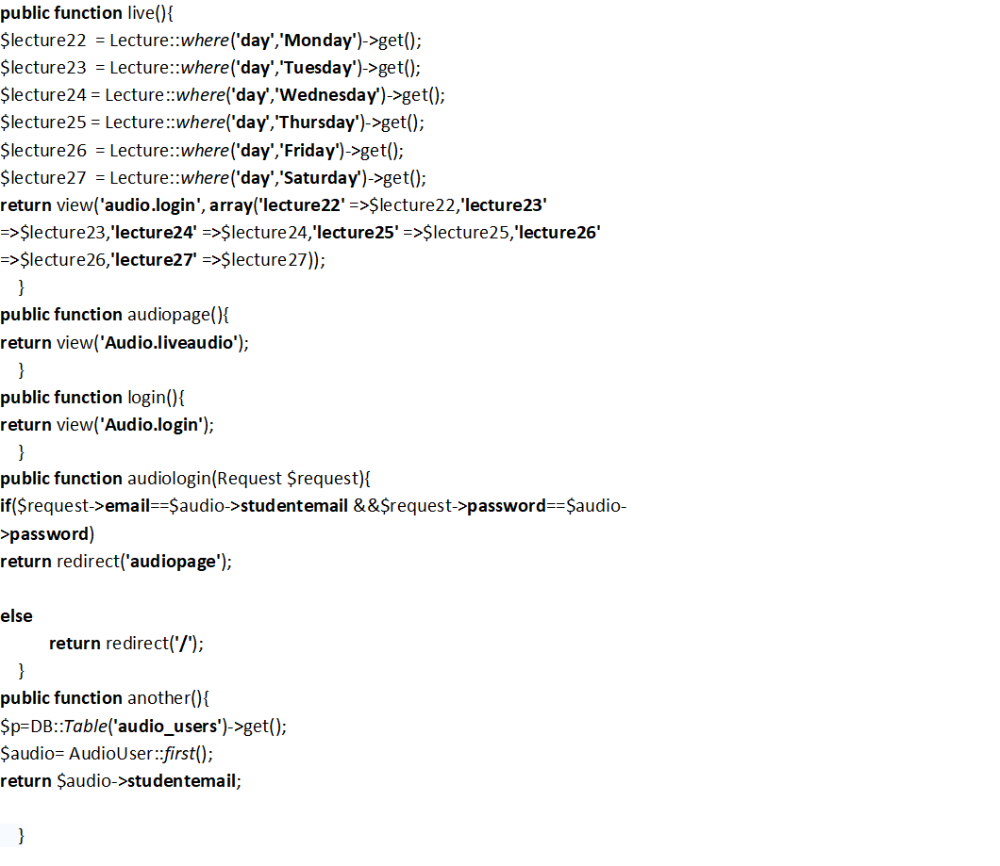 public function live(){
$lecture22  = Lecture::where('day','Monday')->get();
$lecture23  = Lecture::where('day','Tuesday')->get();
$lecture24 = Lecture::where('day','Wednesday')->get();
$lecture25 = Lecture::where('day','Thursday')->get();
$lecture26  = Lecture::where('day','Friday')->get();
$lecture27  = Lecture::where('day','Saturday')->get();
return view('audio.login', array('lecture22' =>$lecture22,'lecture23'
=>$lecture23,'lecture24' =>$lecture24,'lecture25' =>$lecture25,'lecture26'
=>$lecture26,'lecture27' =>$lecture27));
    }
public function audiopage(){
return view('Audio.liveaudio');
    }
public function login(){
return view('Audio.login');
    }
public function audiologin(Request $request){
if($request->email==$audio->studentemail &&$request->password==$audio-
>password)
return redirect('audiopage');
else
          return redirect('/');
    }
public function another(){
$p=DB::Table('audio_users')->get();
$audio= AudioUser::first();
return $audio->studentemail;
    }